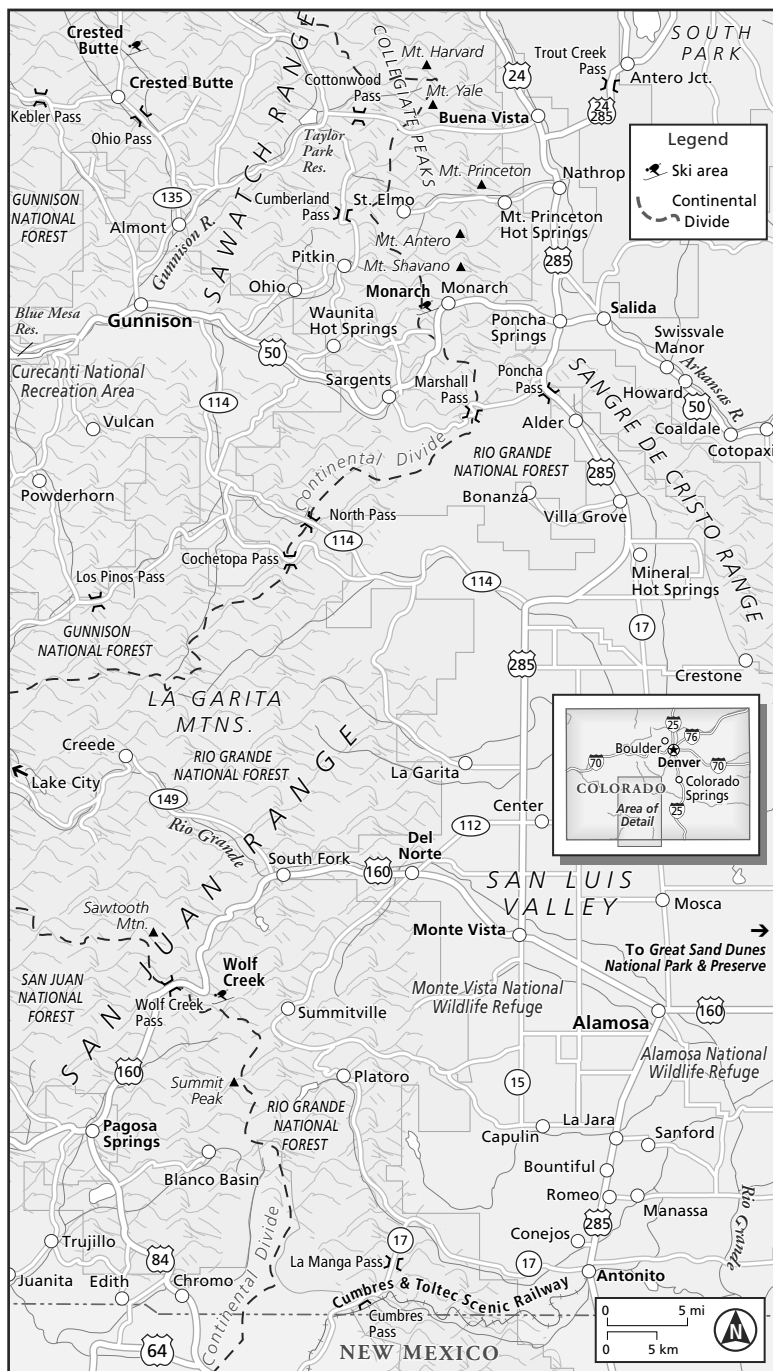 Crested
Butte
Crested Butte
Kebler Pass
Ohio Pass
SAWATCH RANGE
Cottonwood
Pass
COLLEGIATE PEAKS
Mt. Harvard
Mt. Yale
24
Trout Creek
Pass
SOUTH
PARK
Antero Jct.
24
285
Buena Vista
Legend
Ski area
Continental
Divide
Taylor
Park
Res.
GUNNISON
NATIONAL
FOREST
135
Almont
Gunnison R.
Cumberland
Pass
St. Elmo
Mt. Princeton
Nathrop
Mt. Princeton
Hot Springs
Mt. Antero
Mt. Shavano
285
Pitkin
Ohio
Monarch
Monarch
Blue Mesa
Res.
Gunnison
Waunita
Hot Springs
Poncha
Springs
Salida
Swissvale
Manor
Arkansas R.
50
Curecanti National
Recreation Area
114
Sargents
Marshall
Pass
Poncha
Pass
SANGRE DE CRISTO RANGE
Howard
50
Coaldale
Cotopaxi
Vulcan
Alder
Continental Divide
RIO GRANDE
NATIONAL FOREST
285
Powderhorn
Bonanza
Villa Grove
North Pass
114
Cochetopa Pass
Los Pinos Pass
114
Mineral
Hot Springs
17
GUNNISON
NATIONAL FOREST
285
Crestone
LA GARITA
MTNS.
Creede
RIO GRANDE
NATIONAL FOREST
Lake City
149
La Garita
25
76
Boulder
70
Denver
70
COLORADO
Colorado
Springs
Area of
Detail
25
Rio Grande
SAN JUAN RANGE
Center
112
Del
Norte
South Fork
160
SAN LUIS
VALLEY
Mosca
Sawtooth
Mtn.
Monte Vista
To Great Sand Dunes
National Park & Preserve
SAN JUAN
NATIONAL
FOREST
Wolf
Creek
Wolf Creek
Pass
Summitville
Monte Vista National
Wildlife Refuge
Alamosa
160
160
Summit
Peak
Platoro
15
Alamosa National
Wildlife Refuge
RIO GRANDE
NATIONAL
FOREST
Pagosa
Springs
Capulin
La Jara
Sanford
Blanco Basin
Bountiful
Romeo
Manassa
Rio Grande
Trujillo
Conejos
285
84
17
La Manga Pass
17
Continental Divide
Juanita
Edith
Chromo
Cumbres & Toltec Scenic Railway
Antonito
Cumbres
Pass
64
NEW MEXICO
0 5 mi
0 5 km
N